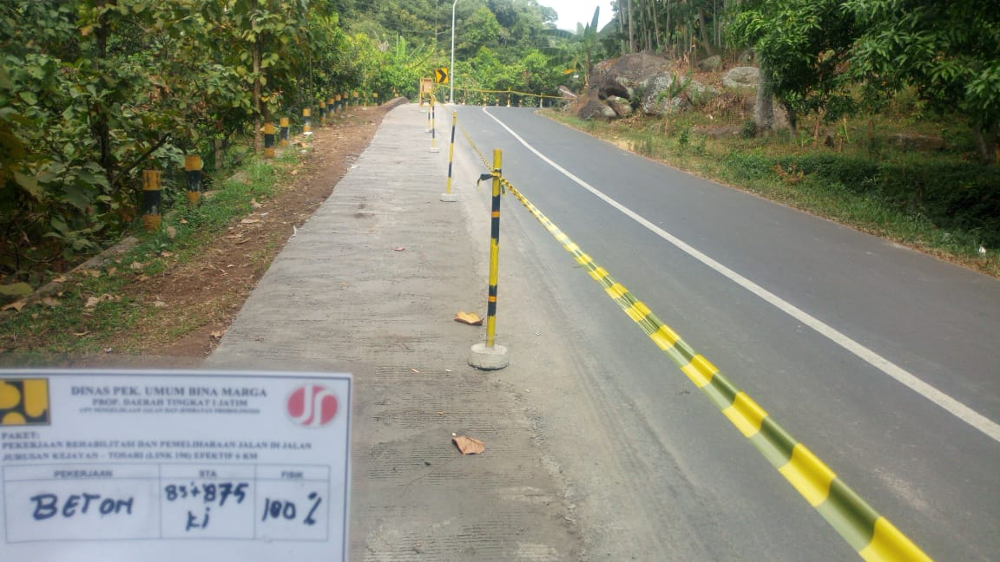 DINAS PEK. UMUM BINA MARGA
PROP. DAERAH TINGKAT I JATIM
UPT PENGELOLAAN JALAN DAN JEMBATAN PROBOLINGGO
PAKET:
PEKERJAAN REHABILITASI DAN PEMELIHARAAN JALAN DI JALAN
JURUSAN KEJAYAN - TOSARI (LINK 196) EFEKTIF 6 KM
PEKERJAAN STA FISIK
BETON 85+875 100%
ki